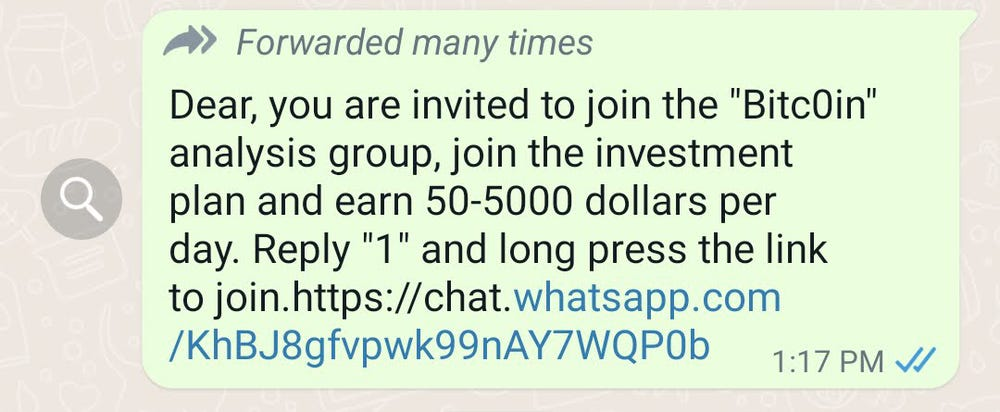 Forwarded many times
Dear, you are invited to join the "Bitc0in"
analysis group, join the investment
plan and earn 50-5000 dollars per
day. Reply "1" and long press the link
to join.https://chat.whatsapp.com
/KhBJ8gfvpwk99nAY7WQP0b
1:17 PM